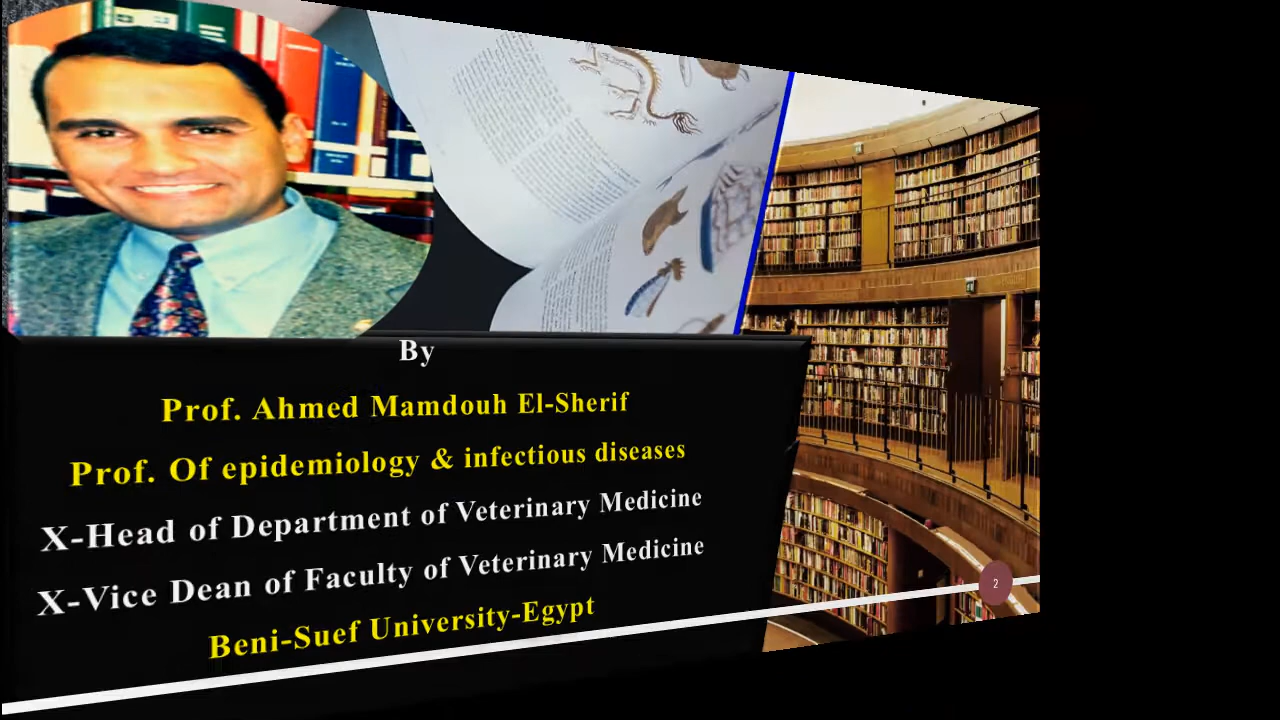 By
Prof. Ahmed Mamdouh El-Sherif
Prof. Of epidemiology & infectious diseases
X-Head of Department of Veterinary Medicine
X-Vice Dean of Faculty of Veterinary Medicine
Beni-Suef University-Egypt
2